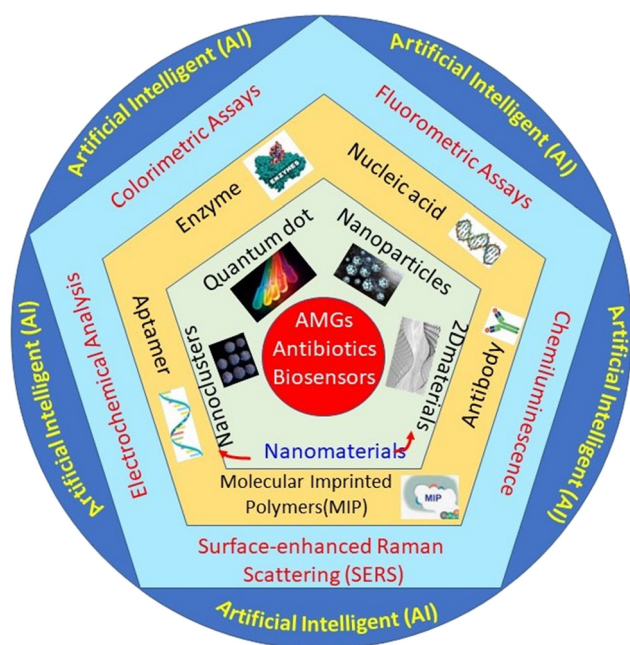 Artificial Intelligent (AI)
Artificial Intelligent (AI)
Colorimetric Assays
Fluorometric Assays
Enzyme
ENZYMES
Nucleic acid
Quantum dot
Nanoparticles
Artificial Intelligent (AI)
Electrochemical Analysis
Aptamer
Nanoclusters
AMGs
Antibiotics
Biosensors
2Dmaterials
Antibody
Chemiluminescence
Artificial Intelligent (AI)
Nanomaterials
Molecular Imprinted
Polymers(MIP)
MIP
Surface-enhanced Raman
Scattering (SERS)
Artificial Intelligent (AI)